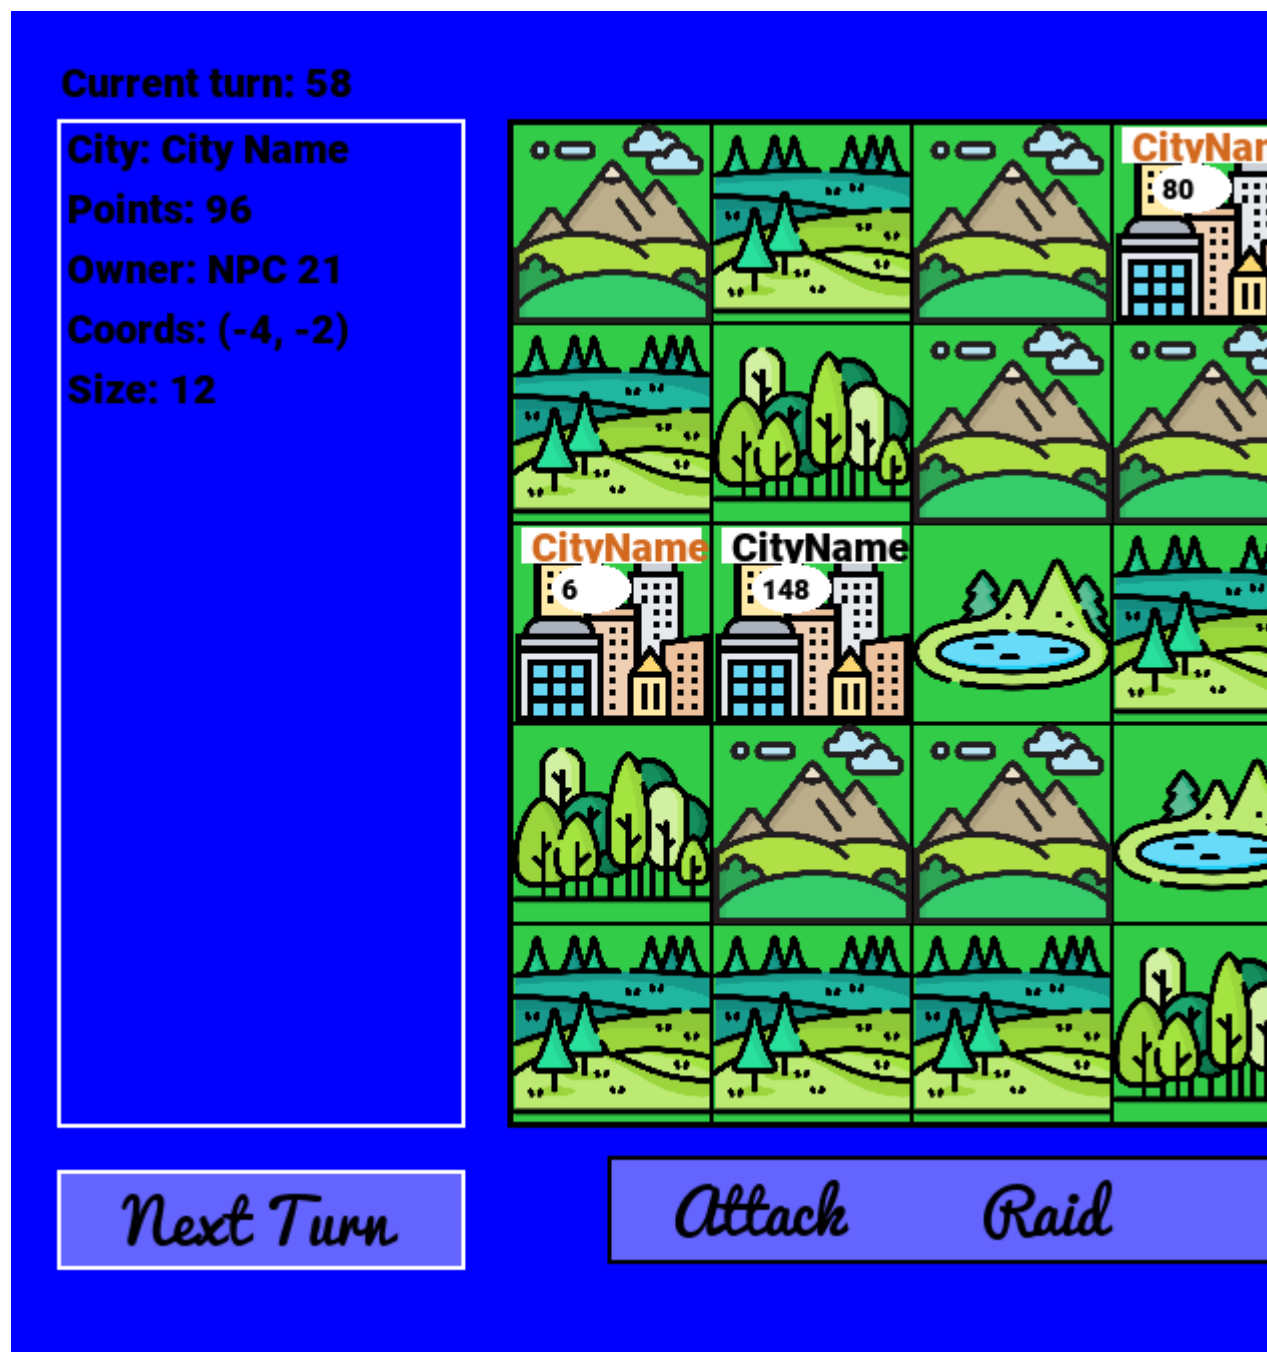 Current turn: 58
City: City Name
Points: 96
Owner: NPC 21
Coords: (-4, -2)
Size: 12
CityNam
80
CityName
6
CityName
148
Next Turn
Attack
Raid